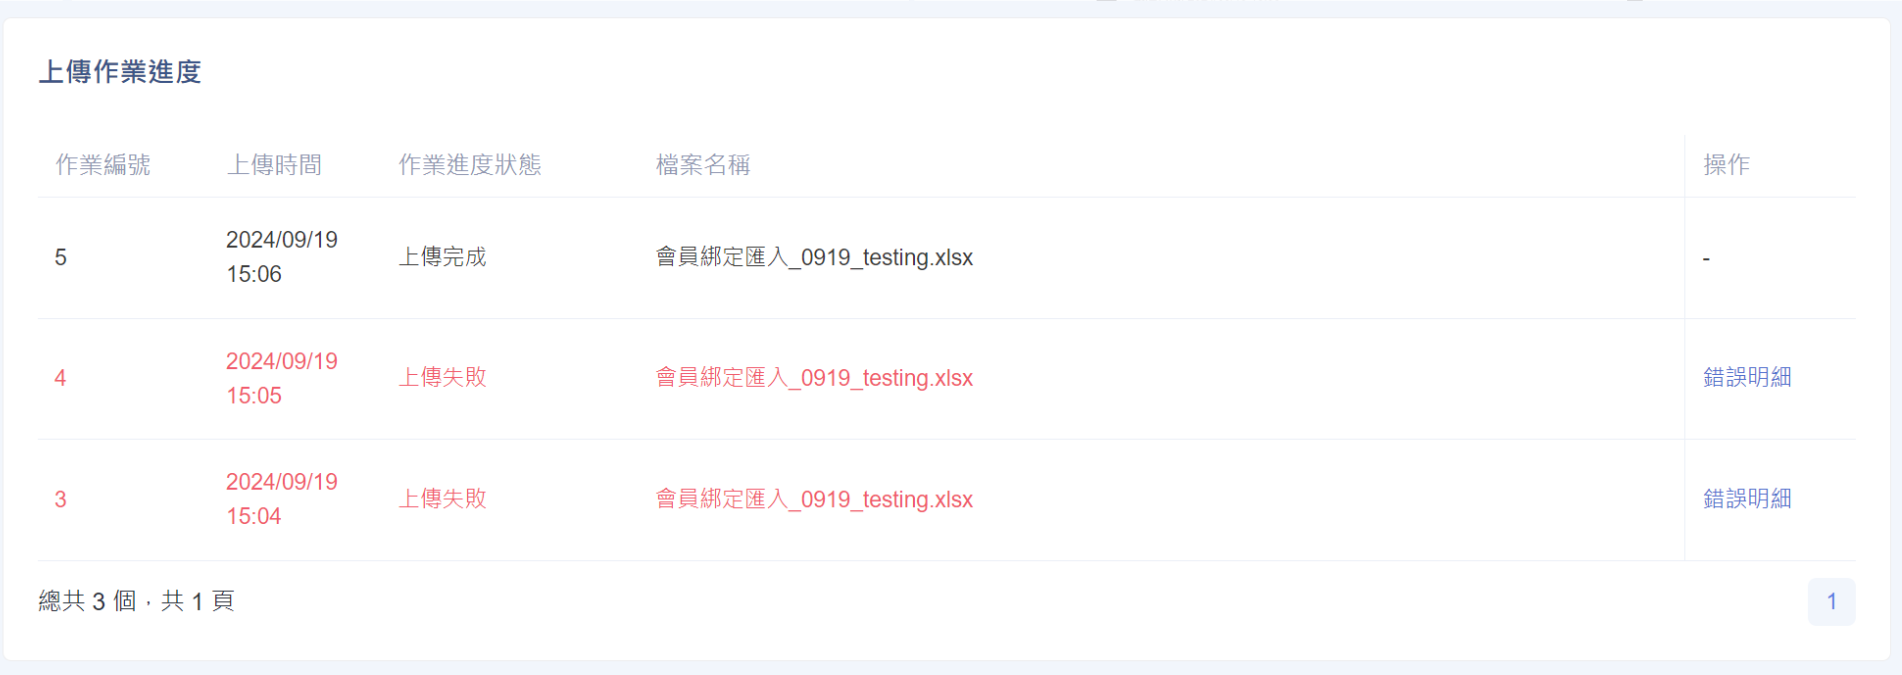 上傳作業進度
作業編號 上傳時間 作業進度狀態 檔案名稱 操作
5 2024/09/19 15:06 上傳完成 會員綁定匯入_0919_testing.xlsx -
4 2024/09/19 15:05 上傳失敗 會員綁定匯入_0919_testing.xlsx 錯誤明細
3 2024/09/19 15:04 上傳失敗 會員綁定匯入_0919_testing.xlsx 錯誤明細
總共 3 個，共 1 頁 1